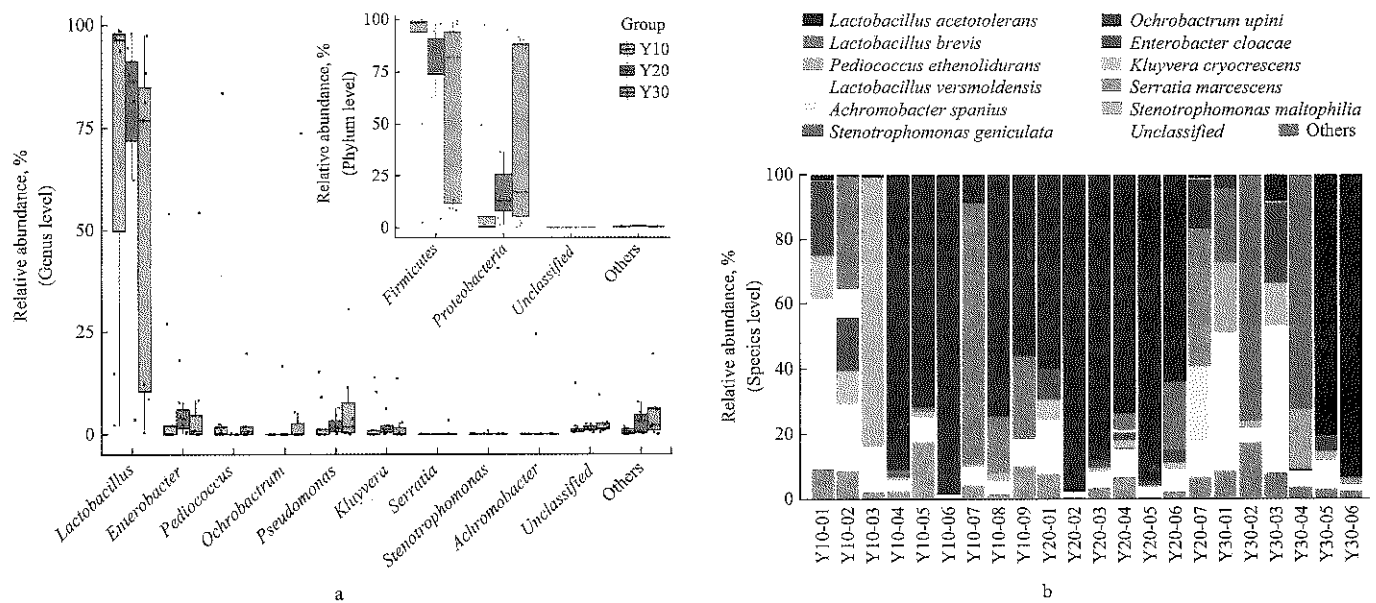 Relative abundance, %
(Genus level)
100
75
50
25
0
Lactobacillus
Enterobacter
Pediococcus
Ochrobactrum
Pseudomonas
Kluyvera
Serratia
Stenotrophomonas
Achromobacter
Unclassified
Others
Relative abundance, %
(Phylum level)
100
75
50
25
0
Firmicutes
Proteobacteria
Unclassified
Others
Group
Y10
Y20
Y30
a
Lactobacillus acetotolerans
Lactobacillus brevis
Pediococcus ethenolidurans
Lactobacillus versmoldensis
Achromobacter spanius
Stenotrophomonas geniculata
Ochrobactrum upini
Enterobacter cloacae
Kluyvera cryocrescens
Serratia marcescens
Stenotrophomonas maltophilia
Unclassified
Others
Relative abundance, %
(Species level)
100
80
60
40
20
0
Y10-01
Y10-02
Y10-03
Y10-04
Y10-05
Y10-06
Y10-07
Y10-08
Y10-09
Y20-01
Y20-02
Y20-03
Y20-04
Y20-05
Y20-06
Y20-07
Y30-01
Y30-02
Y30-03
Y30-04
Y30-05
Y30-06
b